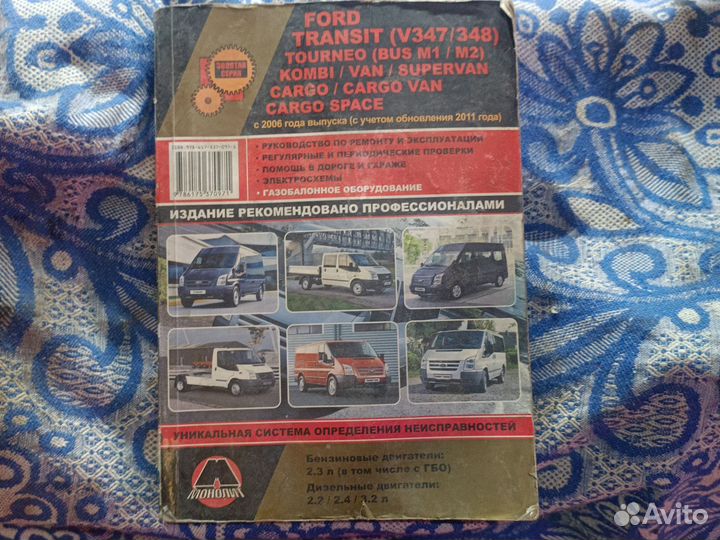 FORD
TRANSIT (V347/348)
TOURNEO (BUS M1 / M2)
KOMBI / VAN / SUPERVAN
CARGO / CARGO VAN
CARGO SPACE
с 2006 года выпуска (с учетом обновления 2011 года)
ЗОЛОТАЯ
СЕРИЯ
• РУКОВОДСТВО ПО РЕМОНТУ И ЭКСПЛУАТАЦИИ
• РЕГУЛЯРНЫЕ И ПЕРИОДИЧЕСКИЕ ПРОВЕРКИ
• ПОМОЩЬ В ДОРОГЕ И ГАРАЖЕ
• ЭЛЕКТРОСХЕМЫ
• ГАЗОБАЛОННОЕ ОБОРУДОВАНИЕ
ИЗДАНИЕ РЕКОМЕНДОВАНО ПРОФЕССИОНАЛАМИ
УНИКАЛЬНАЯ СИСТЕМА ОПРЕДЕЛЕНИЯ НЕИСПРАВНОСТЕЙ
Бензиновые двигатели:
2.3 л (в том числе с ГБО)
Дизельные двигатели:
2.2 / 2.4 / 3.2 л
МОНОЛИТ
Avito